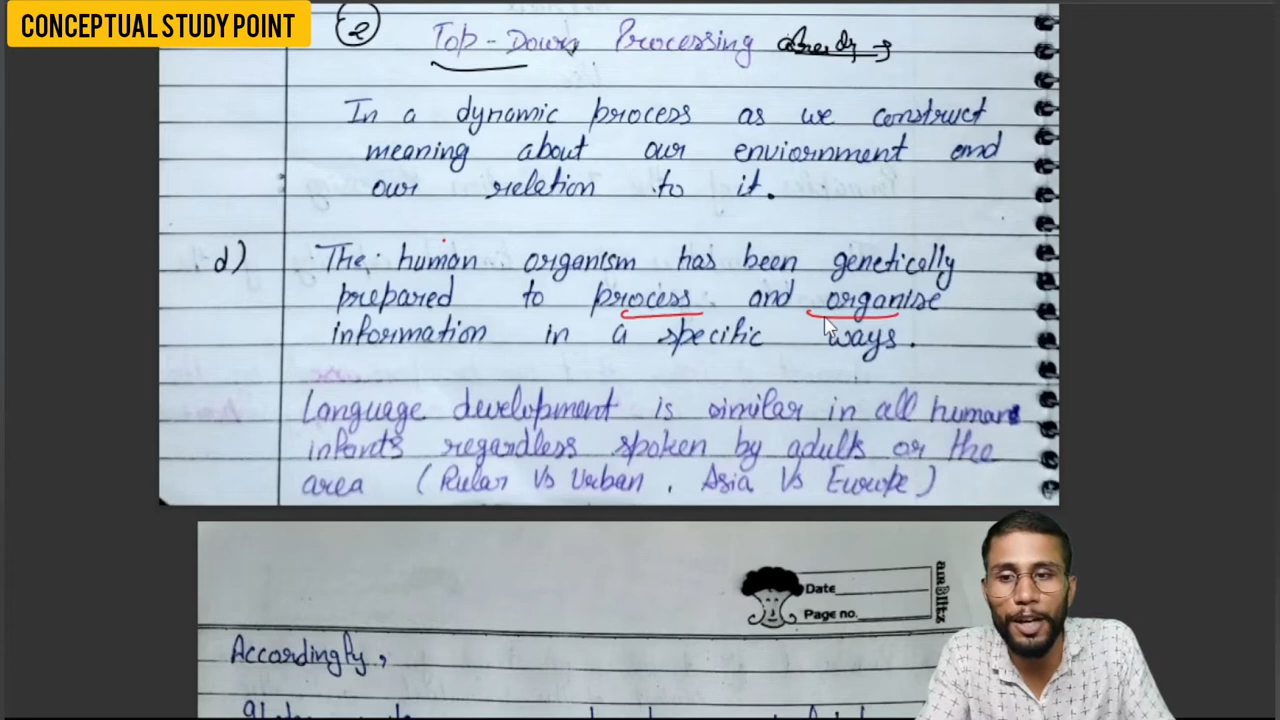 CONCEPTUAL STUDY POINT
2 Top-Down Processing
In a dynamic process as we construct
meaning about our enviornment and
our relation to it.
d) The human organism has been genetically
prepared to process and organise
information in a specific ways.
Language development is similar in all human
infants regardless spoken by adults or the
area (Rular Vs Urban, Asia Vs Europe)
Date
Page no.
Accordingly,